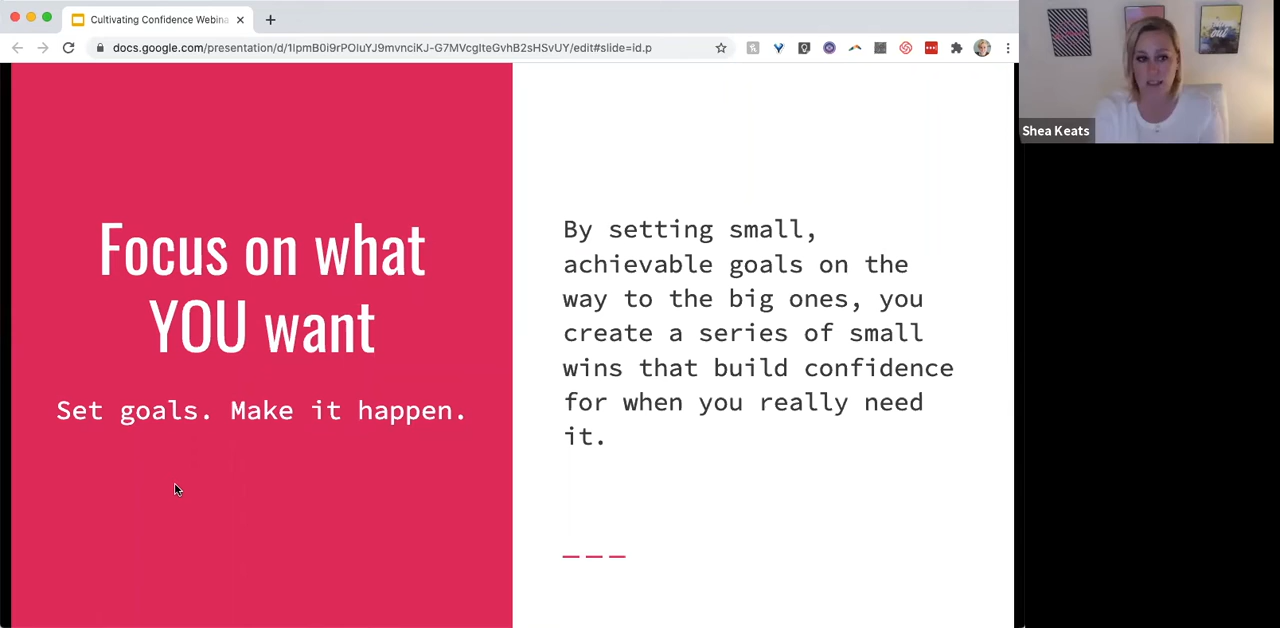 Cultivating Confidence Webina
docs.google.com/presentation/d/1lpmB0i9rPOIuYJ9mvnciKJ-G7MVcgIteGvhB2sHSvUY/edit#slide=id.p
Shea Keats
Focus on what
YOU want
Set goals. Make it happen.
By setting small,
achievable goals on the
way to the big ones, you
create a series of small
wins that build confidence
for when you really need
it.